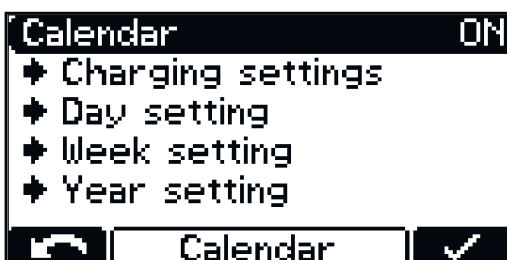 Calendar ON
Charging settings
Day setting
Week setting
Year setting
Calendar